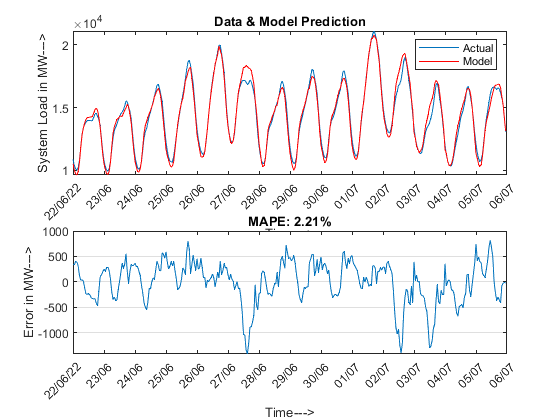 Data & Model Prediction
×10⁴
System Load in MW--->
2
1.5
1
Actual
Model
22/06/22 23/06 24/06 25/06 26/06 27/06 28/06 29/06 30/06 01/07 02/07 03/07 04/07 05/07 06/07
MAPE: 2.21%
Error in MW--->
1000
500
0
-500
-1000
22/06/22 23/06 24/06 25/06 26/06 27/06 28/06 29/06 30/06 01/07 02/07 03/07 04/07 05/07 06/07
Time--->